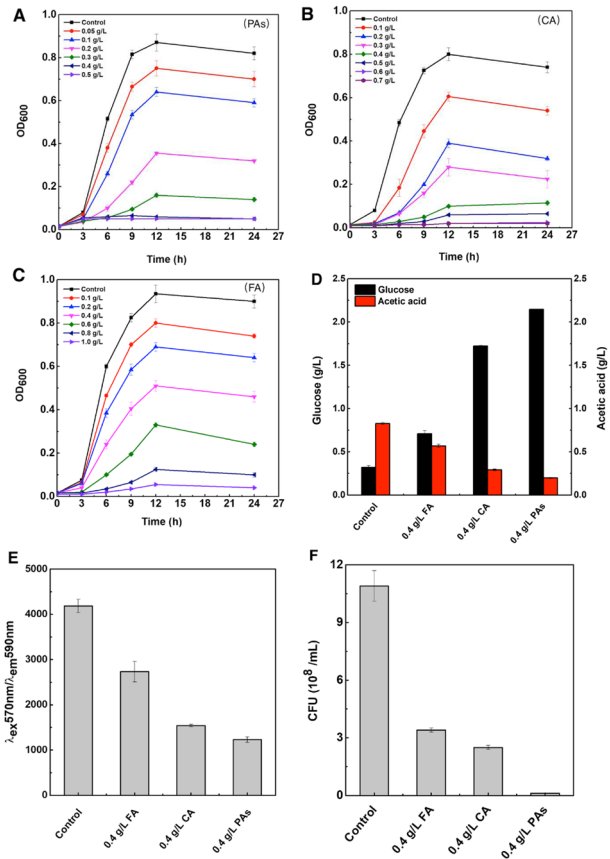 A
(PAs)
Control
0.05 g/L
0.1 g/L
0.2 g/L
0.3 g/L
0.4 g/L
0.5 g/L
1.0
0.8
0.6
0.4
0.2
0.0
OD600
0 3 6 9 12 15 18 21 24 27
Time (h)
B
(CA)
Control
0.1 g/L
0.2 g/L
0.3 g/L
0.4 g/L
0.5 g/L
0.6 g/L
0.7 g/L
1.0
0.8
0.6
0.4
0.2
0.0
OD600
0 3 6 9 12 15 18 21 24 27
Time (h)
C
(FA)
Control
0.1 g/L
0.2 g/L
0.4 g/L
0.6 g/L
0.8 g/L
1.0 g/L
1.0
0.8
0.6
0.4
0.2
0.0
OD600
0 3 6 9 12 15 18 21 24 27
Time (h)
D
Glucose
Acetic acid
2.5
2.0
1.5
1.0
0.5
0.0
Glucose (g/L)
2.5
2.0
1.5
1.0
0.5
0.0
Acetic acid (g/L)
Control
0.4 g/L FA
0.4 g/L CA
0.4 g/L PAs
E
5000
4000
3000
2000
1000
0
λ-ex570nm/λ-em590nm
Control
0.4 g/L FA
0.4 g/L CA
0.4 g/L PAs
F
12
9
6
3
0
CFU (10⁸ /mL)
Control
0.4 g/L FA
0.4 g/L CA
0.4 g/L PAs